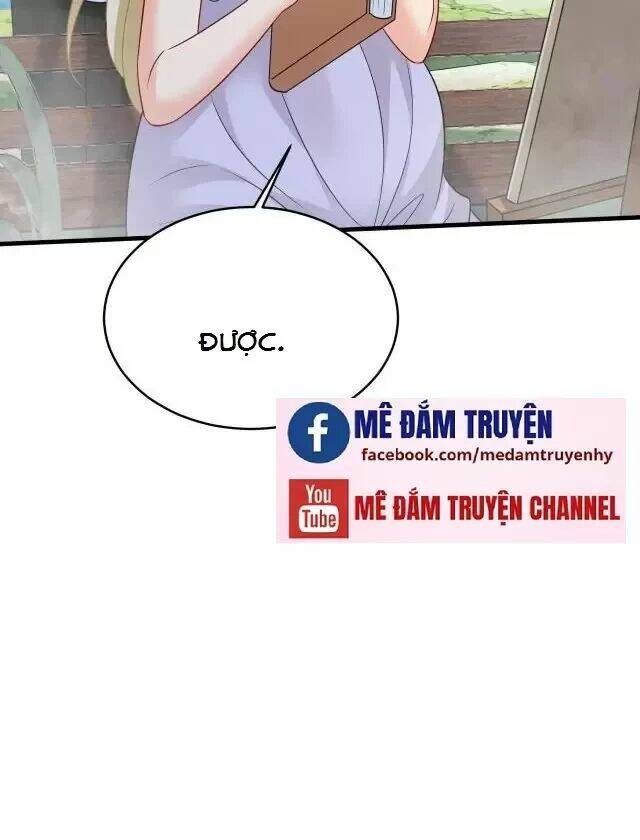 ĐƯỢC.
MÊ ĐẮM TRUYỆN
facebook.com/medamtruyenhy
You
Tube
MÊ ĐẮM TRUYỆN CHANNEL